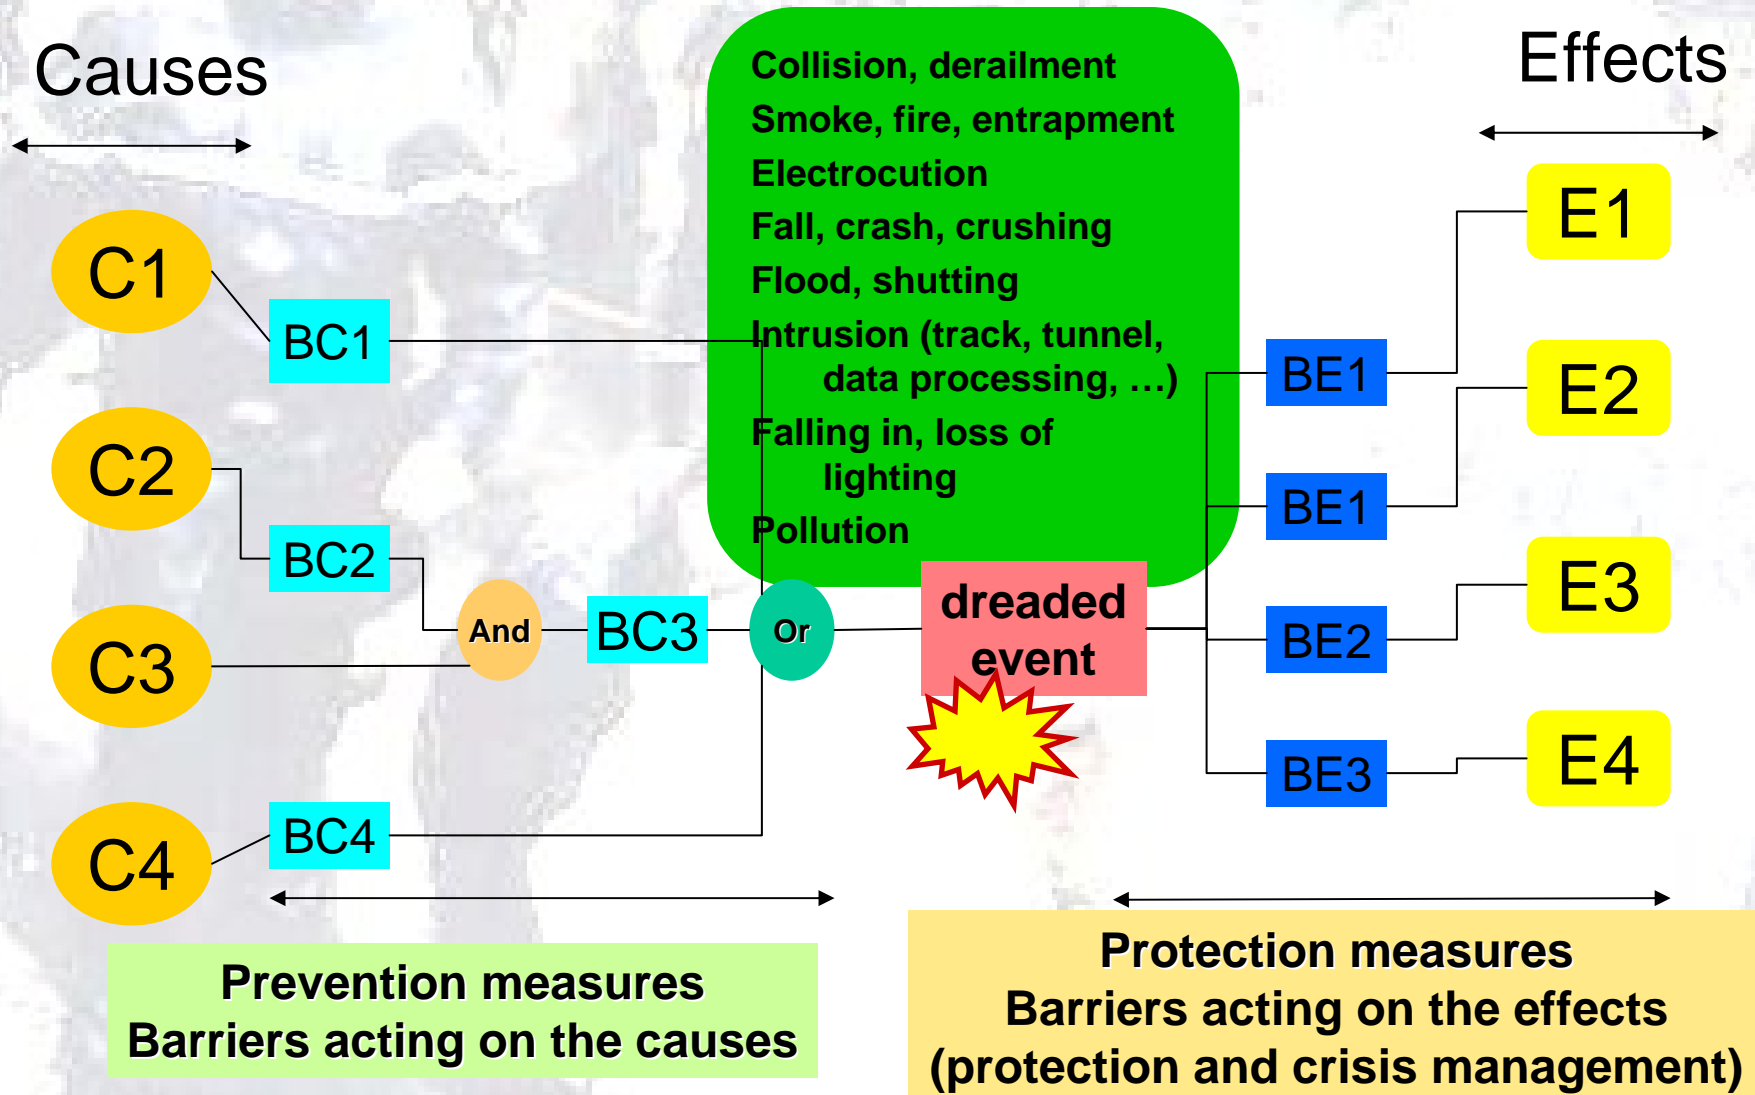 Causes
Effects
Collision, derailment
Smoke, fire, entrapment
Electrocution
Fall, crash, crushing
Flood, shutting
Intrusion (track, tunnel,
data processing, …)
Falling in, loss of
lighting
Pollution
C1
BC1
C2
BC2
C3
And
BC3
Or
dreaded
event
C4
BC4
BE1
E1
BE1
E2
BE2
E3
BE3
E4
Prevention measures
Barriers acting on the causes
Protection measures
Barriers acting on the effects
(protection and crisis management)